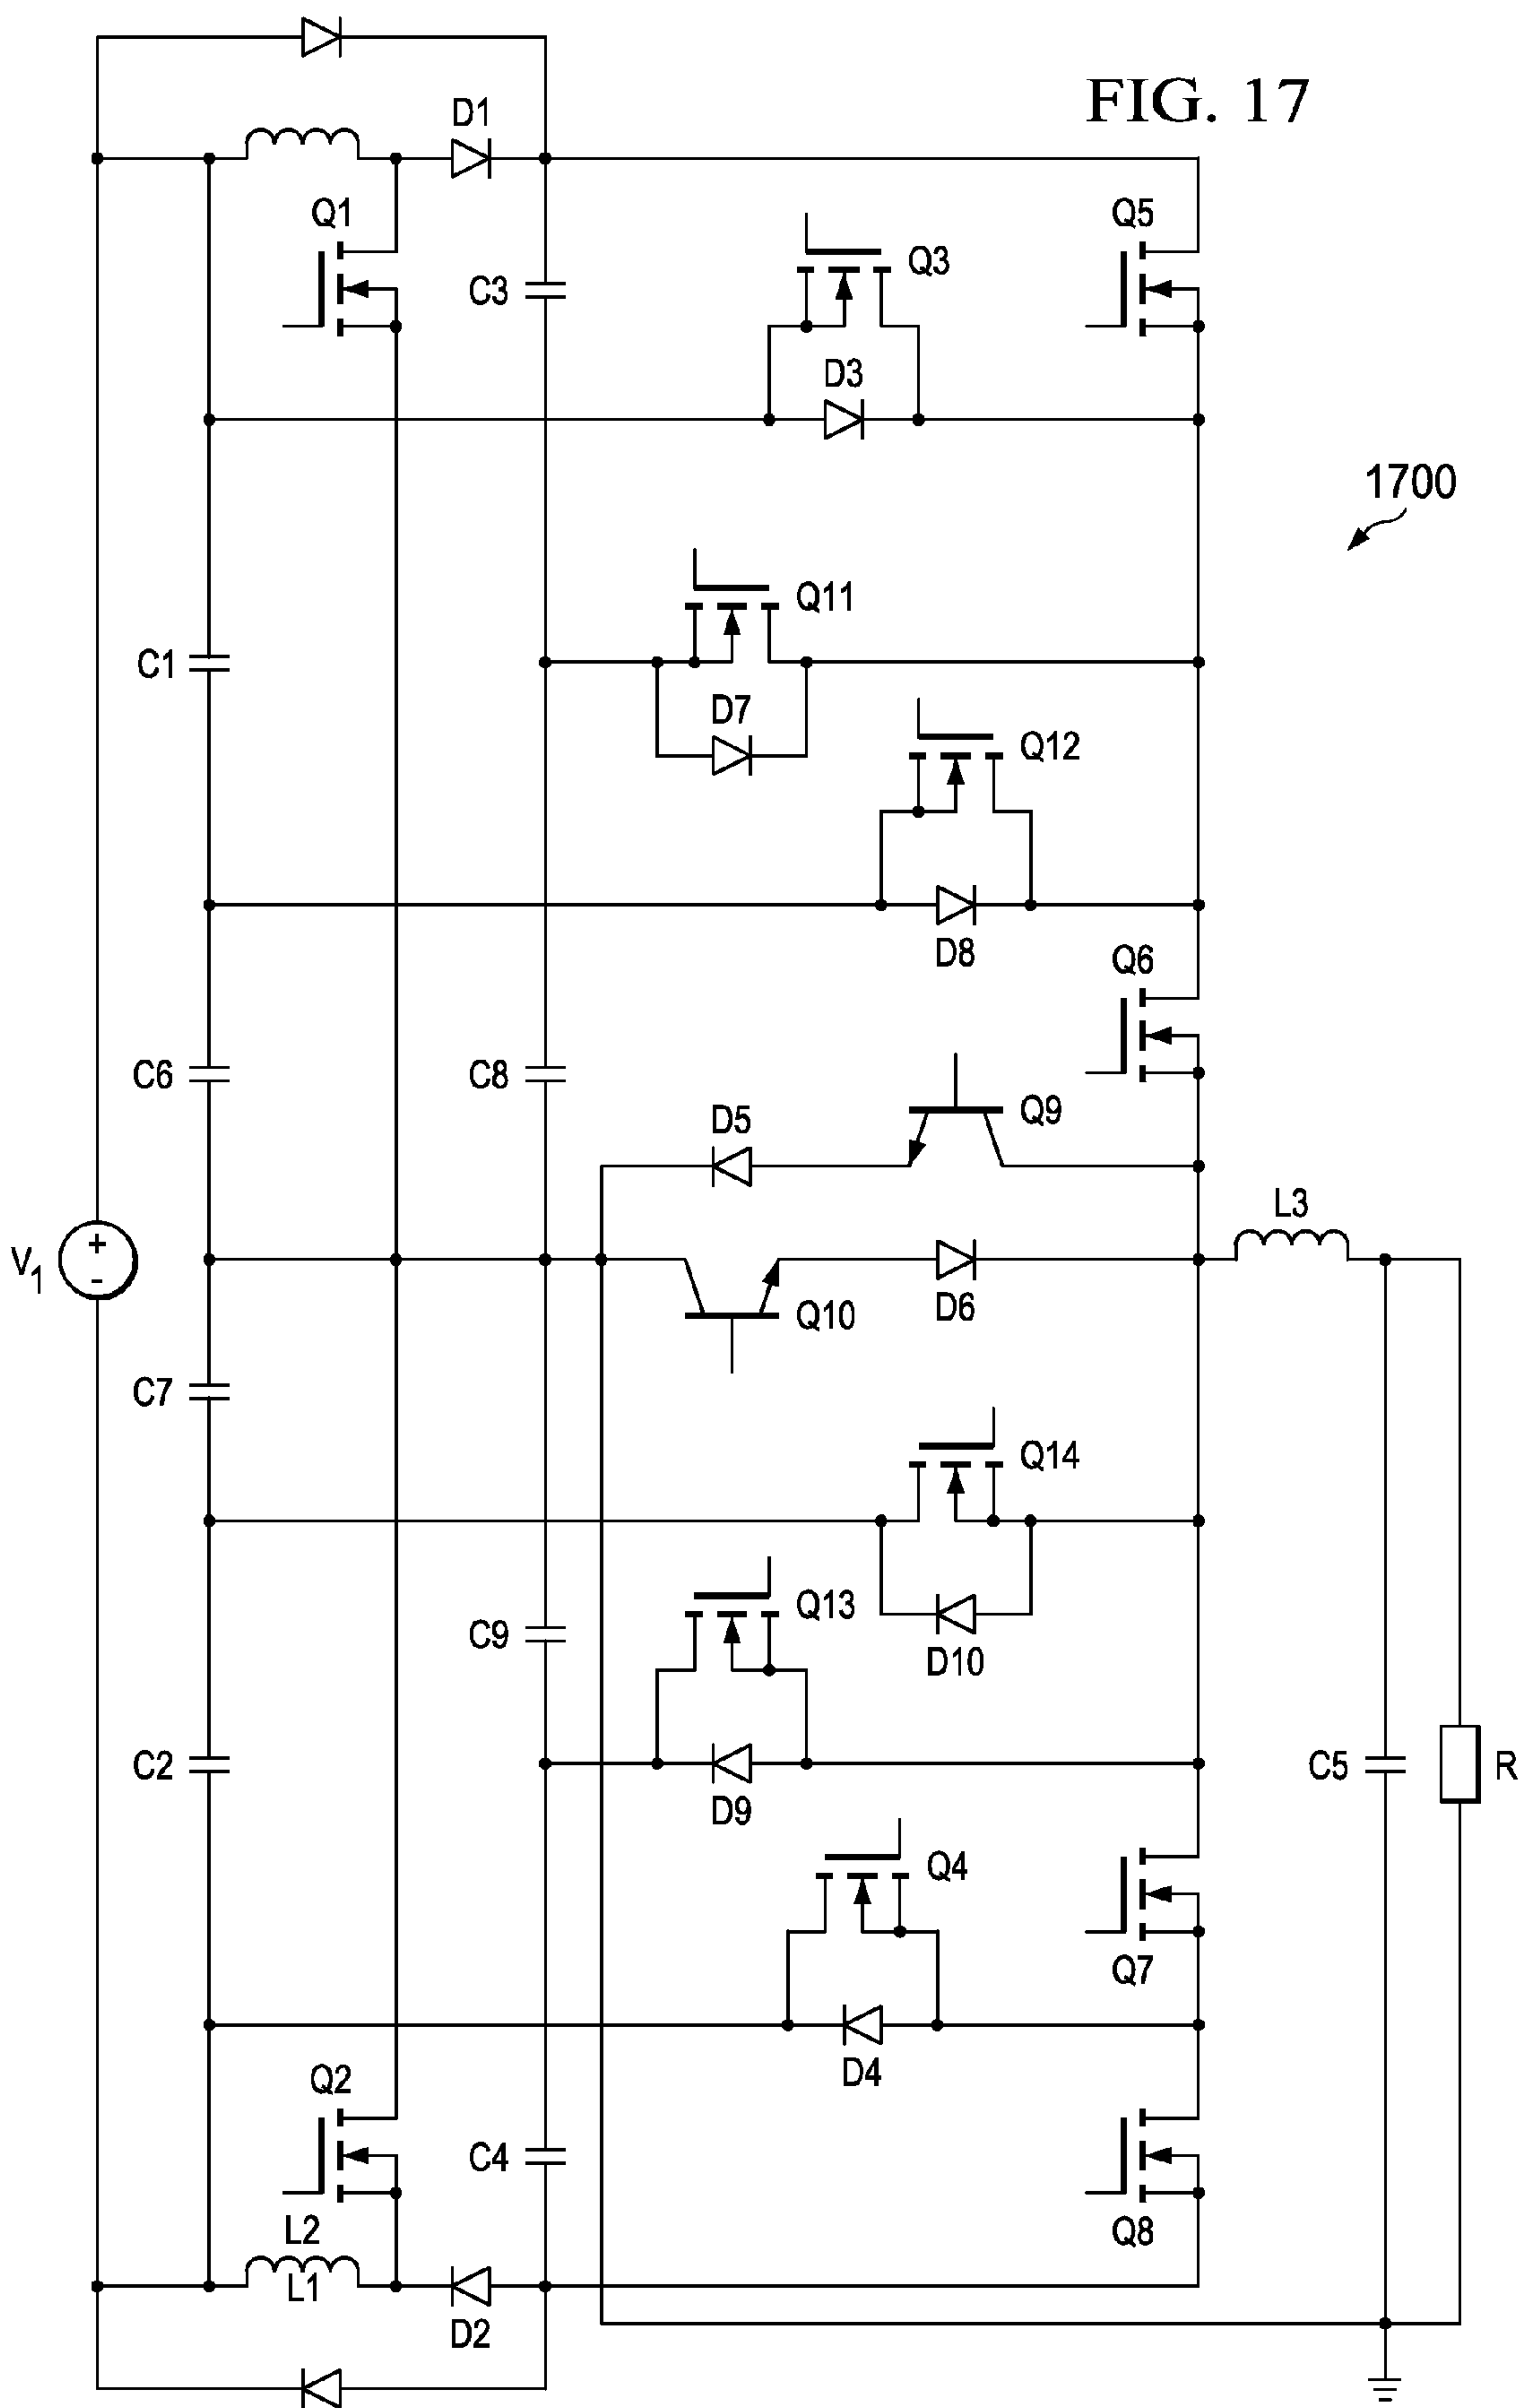 FIG. 17
D1
Q1
Q3
Q5
C3
D3
1700
Q11
C1
D7
Q12
D8
Q6
C6
C8
D5
Q9
L3
V1
+
-
Q10
D6
C7
Q14
Q13
C9
D10
C2
C5
R
D9
Q4
Q7
Q2
D4
C4
L2
Q8
L1
D2